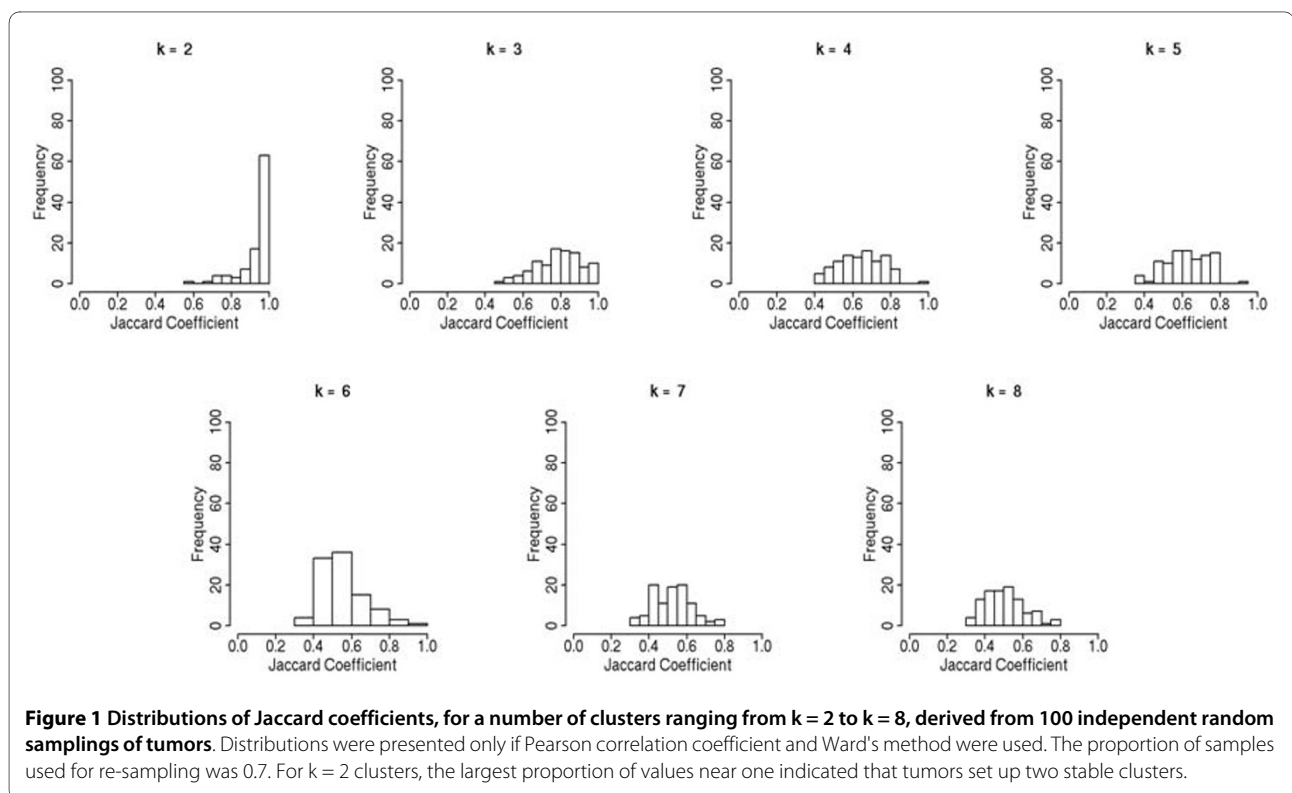 k = 2
k = 3
k = 4
k = 5
Frequency
0 20 40 60 80 100
0.0 0.2 0.4 0.6 0.8 1.0
Jaccard Coefficient
Frequency
0 20 40 60 80 100
0.0 0.2 0.4 0.6 0.8 1.0
Jaccard Coefficient
Frequency
0 20 40 60 80 100
0.0 0.2 0.4 0.6 0.8 1.0
Jaccard Coefficient
Frequency
0 20 40 60 80 100
0.0 0.2 0.4 0.6 0.8 1.0
Jaccard Coefficient
k = 6
k = 7
k = 8
Frequency
0 20 40 60 80 100
0.0 0.2 0.4 0.6 0.8 1.0
Jaccard Coefficient
Frequency
0 20 40 60 80 100
0.0 0.2 0.4 0.6 0.8 1.0
Jaccard Coefficient
Frequency
0 20 40 60 80 100
0.0 0.2 0.4 0.6 0.8 1.0
Jaccard Coefficient
Figure 1 Distributions of Jaccard coefficients, for a number of clusters ranging from k = 2 to k = 8, derived from 100 independent random
samplings of tumors. Distributions were presented only if Pearson correlation coefficient and Ward's method were used. The proportion of samples
used for re-sampling was 0.7. For k = 2 clusters, the largest proportion of values near one indicated that tumors set up two stable clusters.